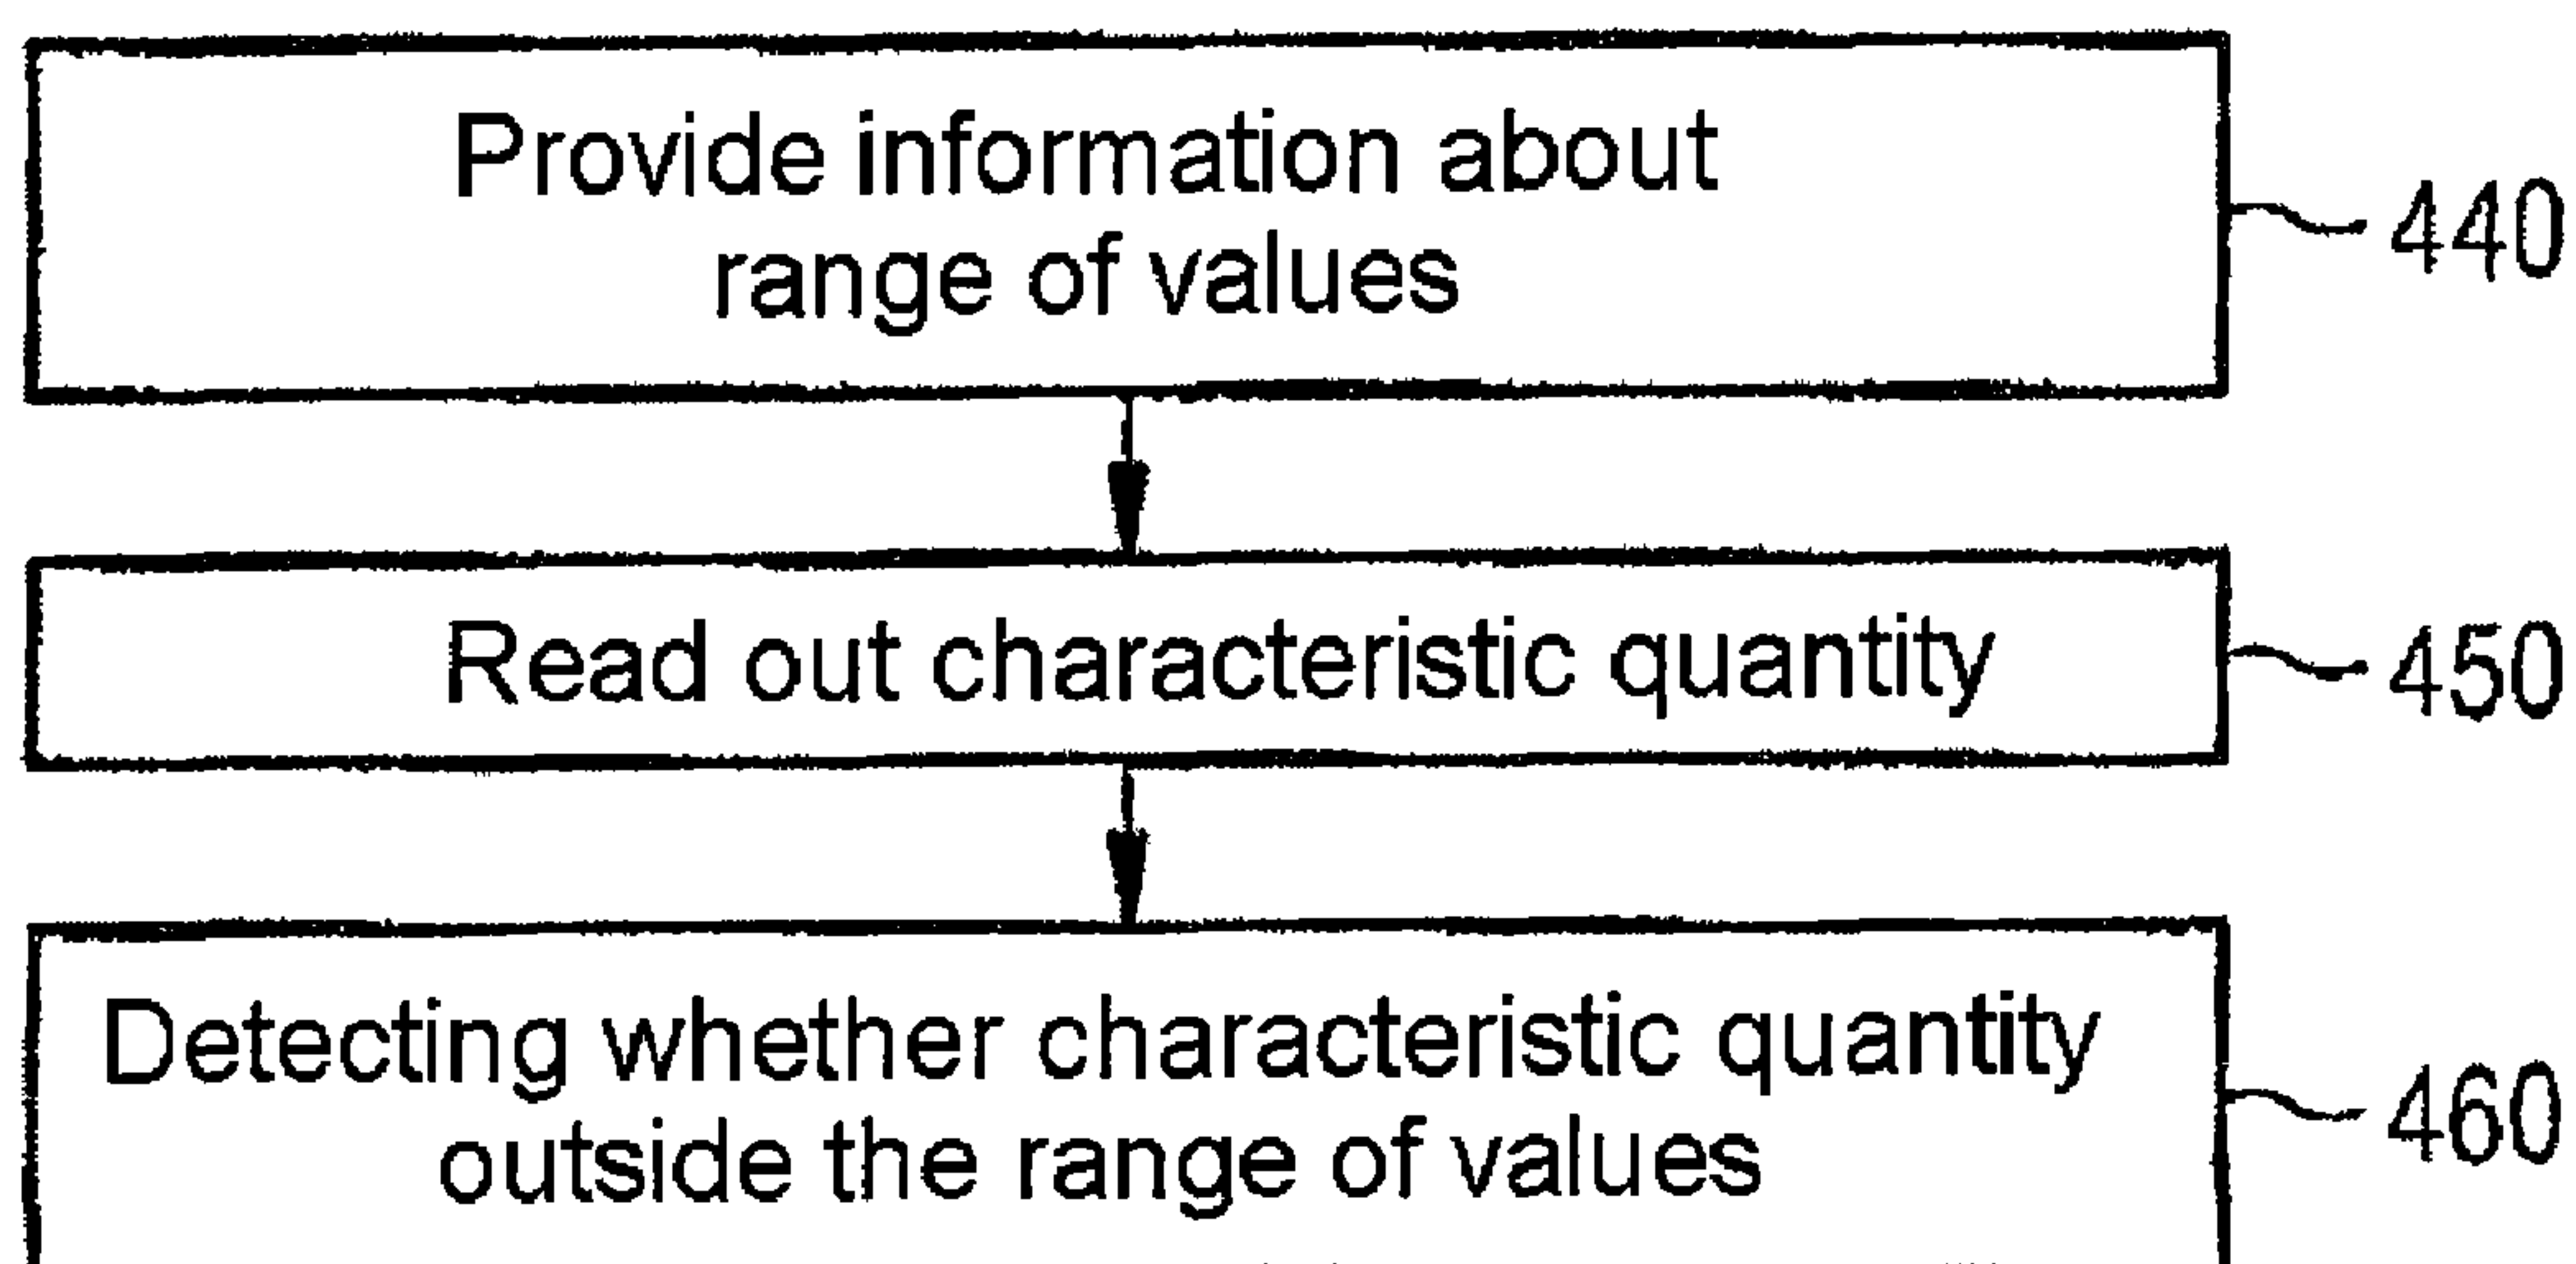 Provide information about
range of values
440
Read out characteristic quantity
450
Detecting whether characteristic quantity
outside the range of values
460